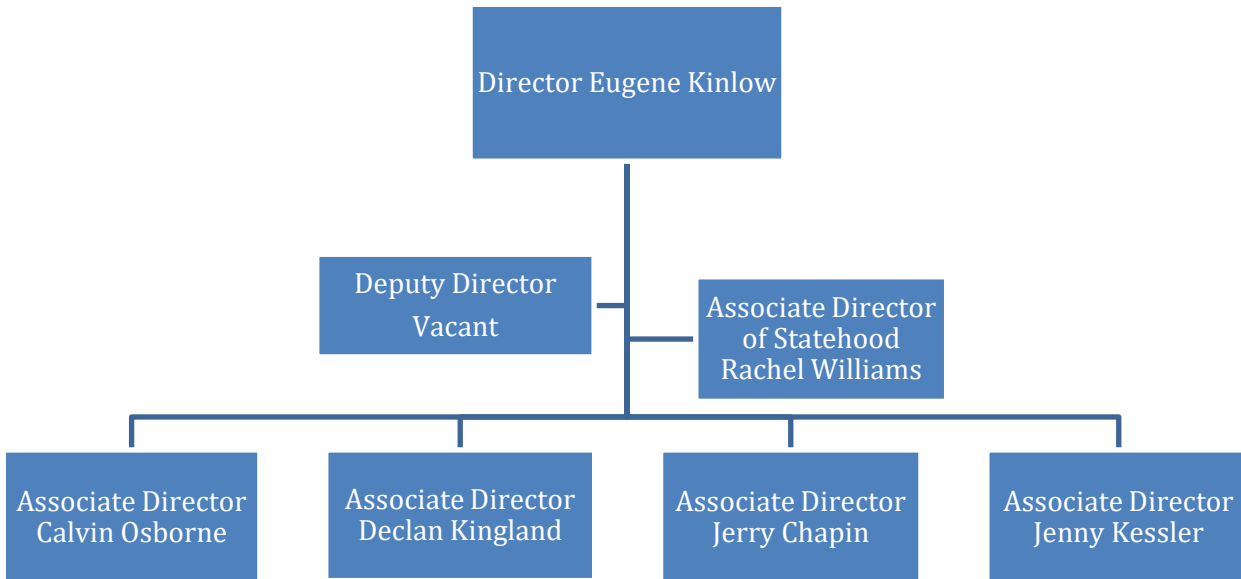 Director Eugene Kinlow
Deputy Director
Vacant
Associate Director
of Statehood
Rachel Williams
Associate Director
Calvin Osborne
Associate Director
Declan Kingland
Associate Director
Jerry Chapin
Associate Director
Jenny Kessler